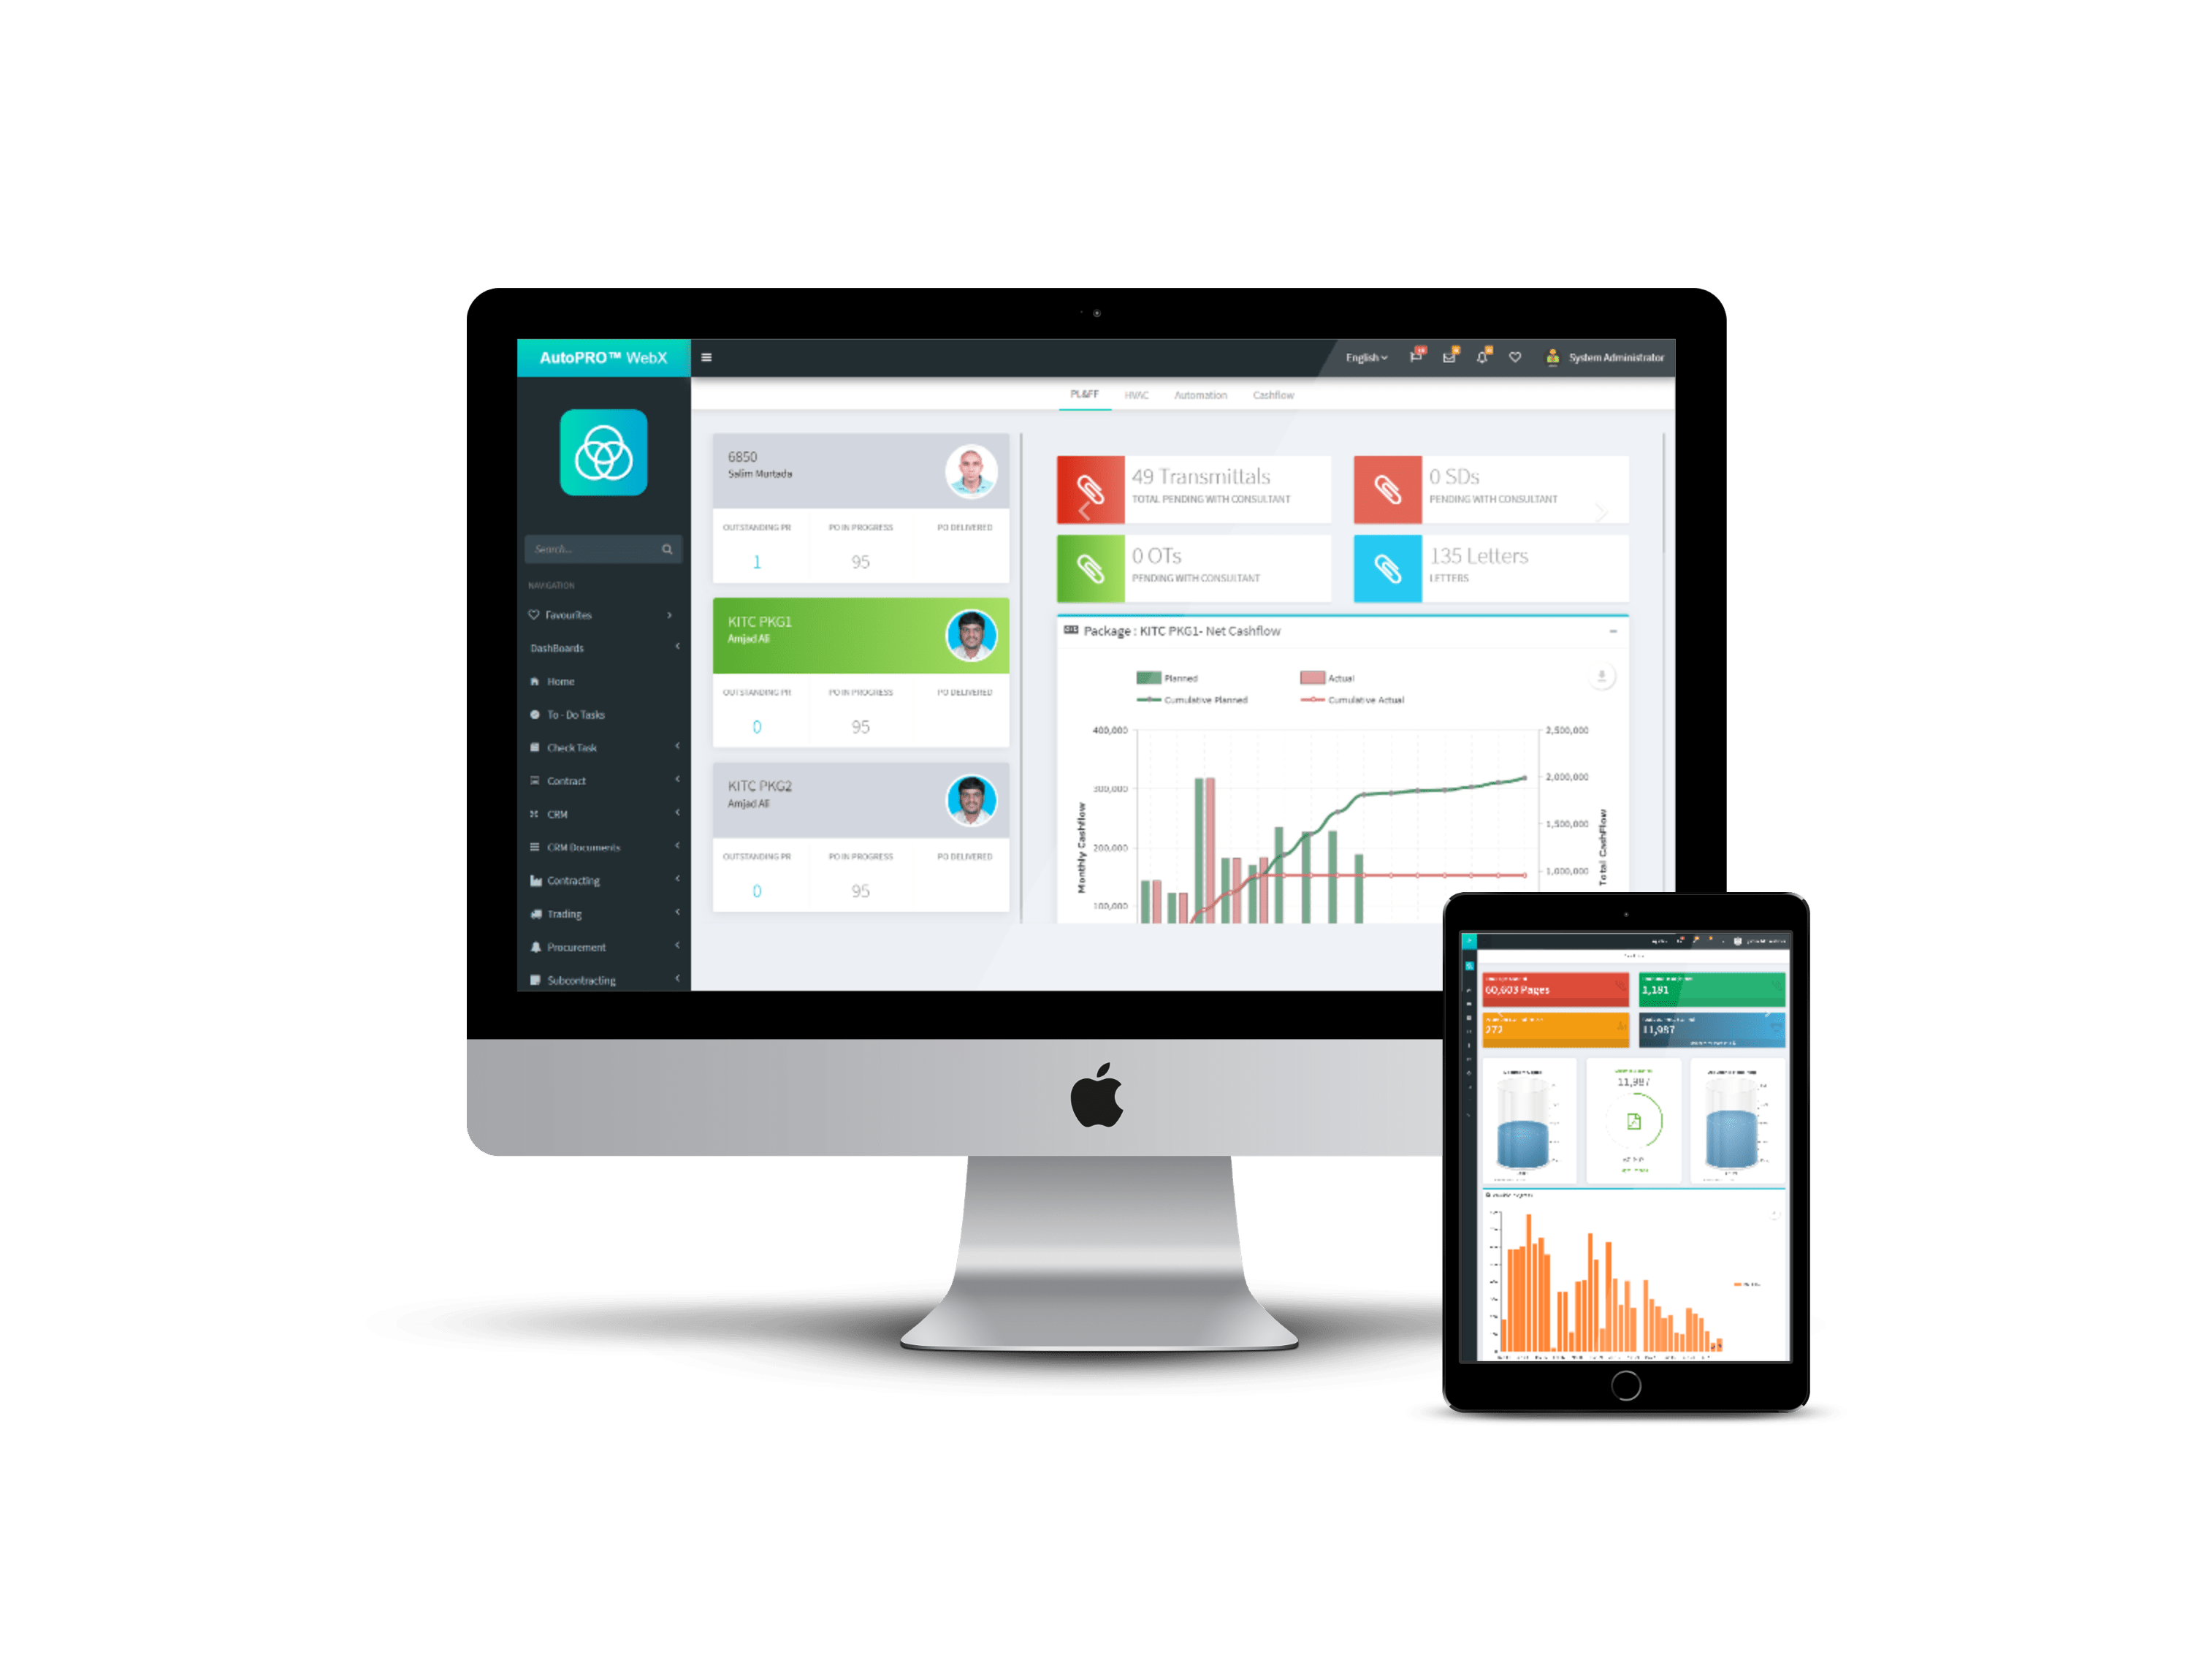 AutoPRO™ WebX
English
System Administrator
PL&FF
HVAC
Automation
Cashflow
Search...
NAVIGATION
Favourites
DashBoards
Home
To - Do Tasks
Check Task
Contract
CRM
CRM Documents
Contracting
Trading
Procurement
Subcontracting
6850
Salim Murtada
OUTSTANDING PR
PO IN PROGRESS
PO DELIVERED
1
95
KITC PKG1
Amjad Ali
OUTSTANDING PR
PO IN PROGRESS
PO DELIVERED
0
95
KITC PKG2
Amjad Ali
OUTSTANDING PR
PO IN PROGRESS
PO DELIVERED
0
95
49 Transmittals
TOTAL PENDING WITH CONSULTANT
0 SDs
PENDING WITH CONSULTANT
0 OTs
PENDING WITH CONSULTANT
135 Letters
LETTERS
Package : KITC PKG1- Net Cashflow
Planned
Actual
Cumulative Planned
Cumulative Actual
400,000
300,000
200,000
100,000
Monthly Cashflow
2,500,000
2,000,000
1,500,000
1,000,000
Total CashFlow
60,603 Pages
1,181
272
11,987
11,987